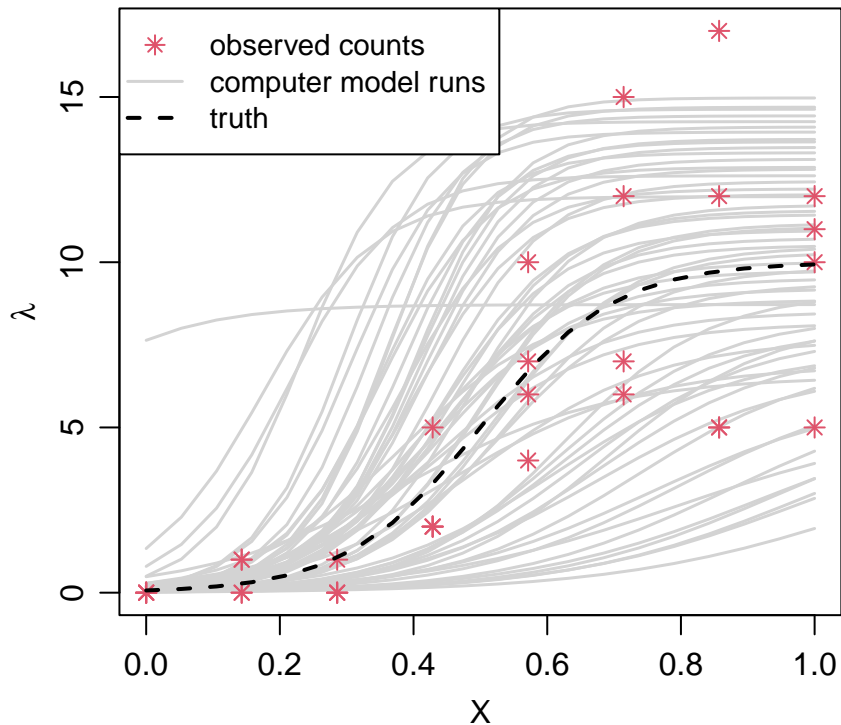 observed counts
computer model runs
truth
15
10
5
0
λ
0.0 0.2 0.4 0.6 0.8 1.0
X